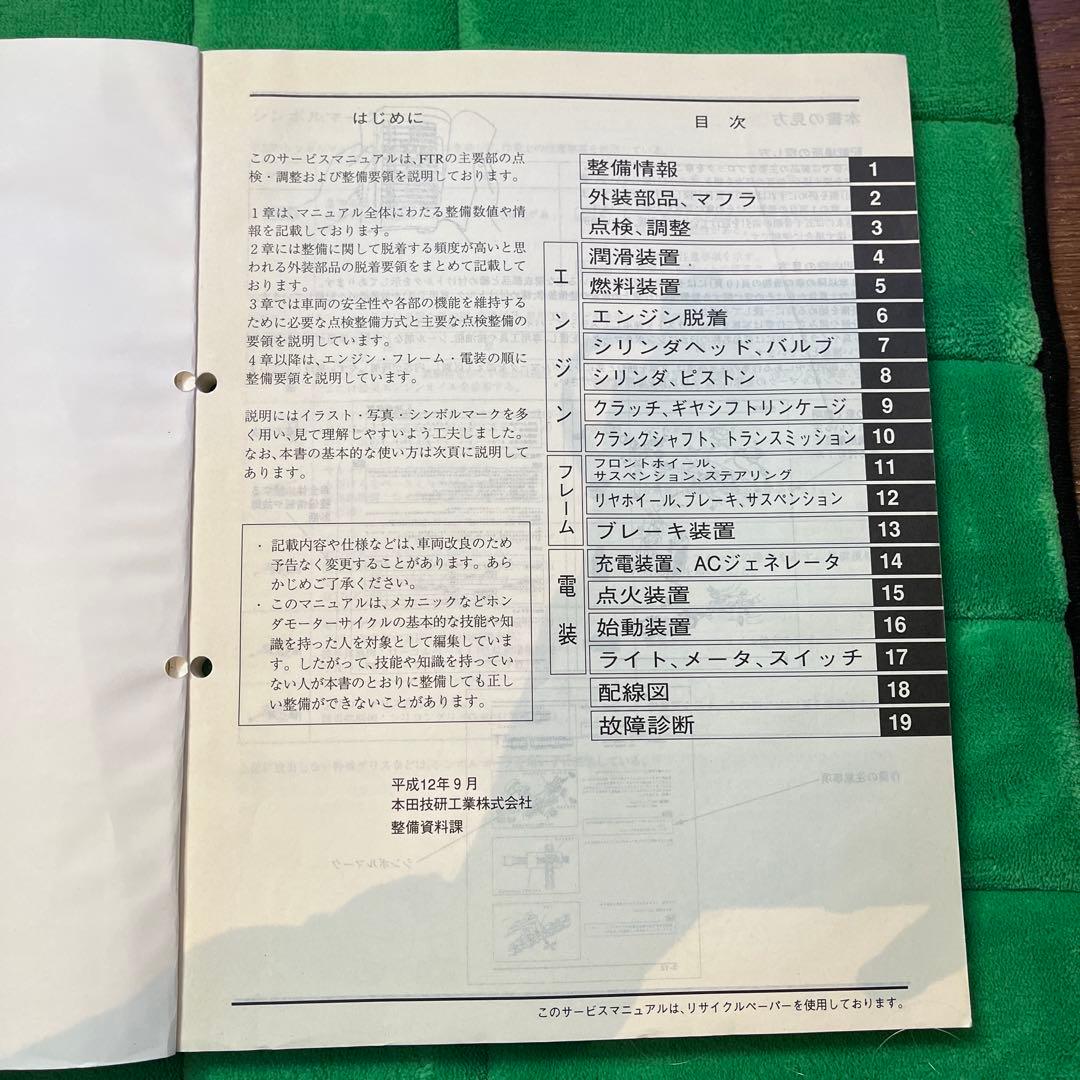 はじめに
このサービスマニュアルは、FTRの主要部の点
検・調整および整備要領を説明しております。
1章は、マニュアル全体にわたる整備数値や情
報を記載しております。
2章には整備に関して脱着する頻度が高いと思
われる外装部品の脱着要領をまとめて記載して
おります。
3章では車両の安全性や各部の機能を維持する
ために必要な点検整備方式と主要な点検整備の
要領を説明しています。
4章以降は、エンジン・フレーム・電装の順に
整備要領を説明しています。
説明にはイラスト・写真・シンボルマークを多
く用い、見て理解しやすいよう工夫しました。
なお、本書の基本的な使い方は次頁に説明して
あります。
・ 記載内容や仕様などは、車両改良のため
予告なく変更することがあります。あら
かじめご了承ください。
・ このマニュアルは、メカニックなどホン
ダモーターサイクルの基本的な技能や知
識を持った人を対象として編集していま
す。したがって、技能や知識を持ってい
ない人が本書のとおりに整備しても正し
い整備ができないことがあります。
平成12年9月
本田技研工業株式会社
整備資料課
目 次
整備情報 1
外装部品、マフラ 2
点検、調整 3
エンジン
潤滑装置 4
燃料装置 5
エンジン脱着 6
シリンダヘッド、バルブ 7
シリンダ、ピストン 8
クラッチ、ギヤシフトリンケージ 9
クランクシャフト、トランスミッション 10
フレーム
フロントホイール、
サスペンション、ステアリング 11
リヤホイール、ブレーキ、サスペンション 12
ブレーキ装置 13
電装
充電装置、ACジェネレータ 14
点火装置 15
始動装置 16
ライト、メータ、スイッチ 17
配線図 18
故障診断 19
このサービスマニュアルは、リサイクルペーパーを使用しております。